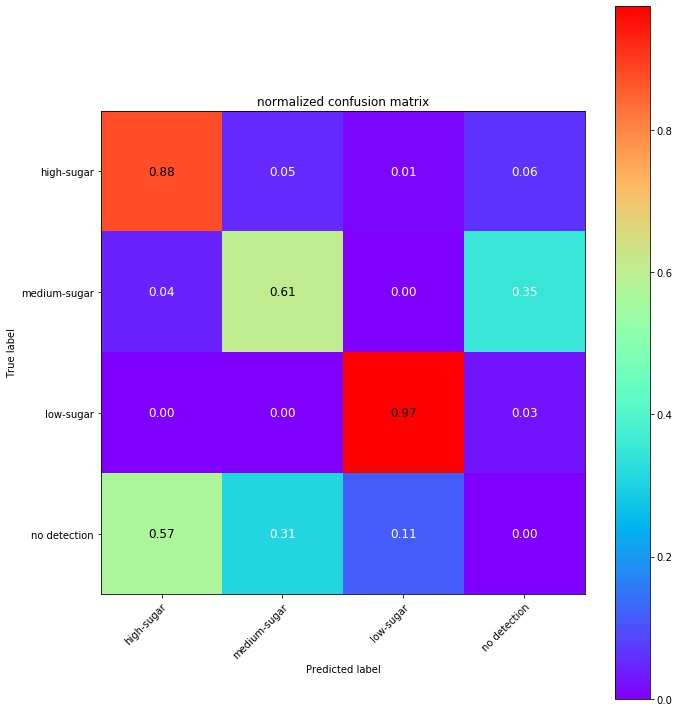 normalized confusion matrix
high-sugar 0.88 0.05 0.01 0.06
medium-sugar 0.04 0.61 0.00 0.35
low-sugar 0.00 0.00 0.97 0.03
no detection 0.57 0.31 0.11 0.00
True label
high-sugar medium-sugar low-sugar no detection
Predicted label
0.8
0.6
0.4
0.2
0.0